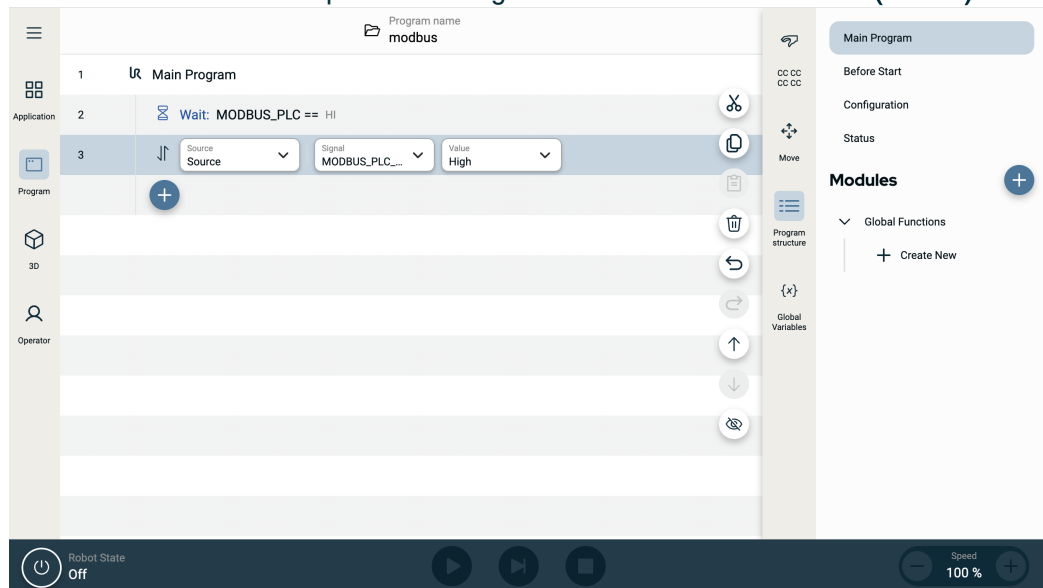 Program name
modbus
Application
Program
3D
Operator
1 Main Program
2 Wait: MODBUS_PLC == HI
3 Source Source Signal MODBUS_PLC_... Value High
CC CC
CC CC
Move
Program
structure
{x}
Global
Variables
Main Program
Before Start
Configuration
Status
Modules
Global Functions
Create New
Robot State
Off
Speed
100 %